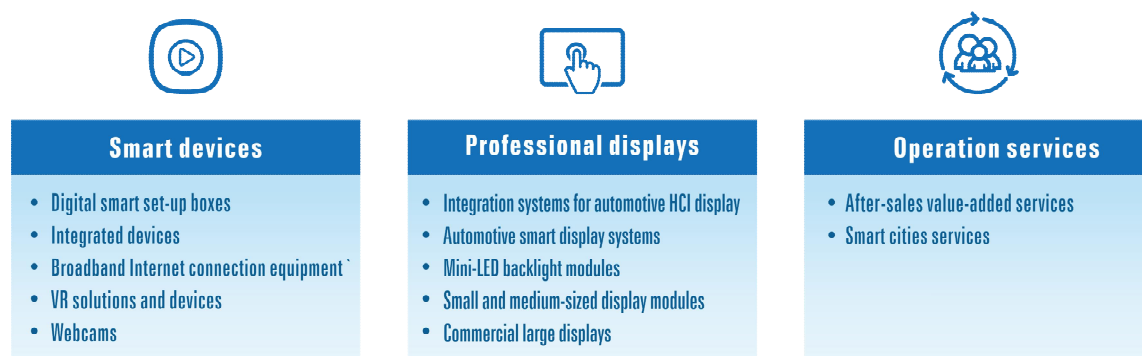 Smart devices
• Digital smart set-up boxes
• Integrated devices
• Broadband Internet connection equipment `
• VR solutions and devices
• Webcams
Professional displays
• Integration systems for automotive HCI display
• Automotive smart display systems
• Mini-LED backlight modules
• Small and medium-sized display modules
• Commercial large displays
Operation services
• After-sales value-added services
• Smart cities services